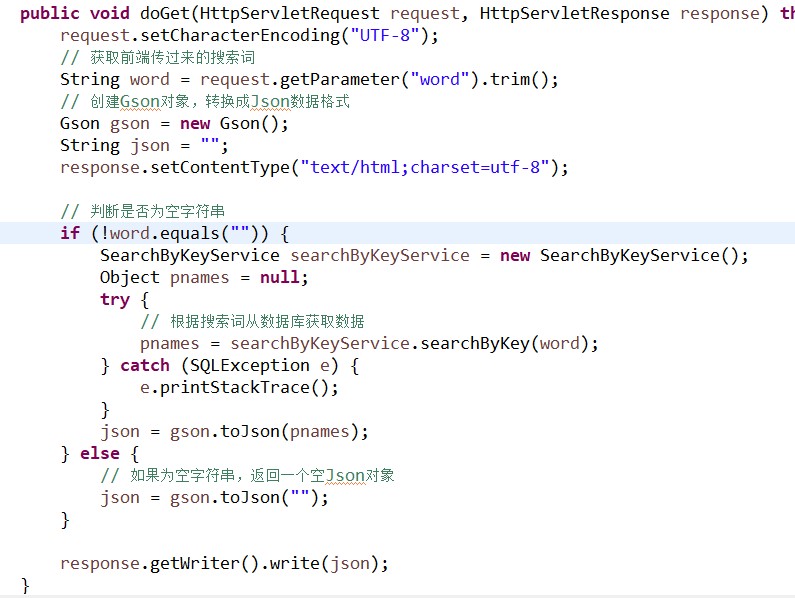 public void doGet(HttpServletRequest request, HttpServletResponse response) th
request.setCharacterEncoding("UTF-8");
// 获取前端传过来的搜索词
String word = request.getParameter("word").trim();
// 创建Gson对象，转换成Json数据格式
Gson gson = new Gson();
String json = "";
response.setContentType("text/html;charset=utf-8");
// 判断是否为空字符串
if (!word.equals("")) {
SearchByKeyService searchByKeyService = new SearchByKeyService();
Object pnames = null;
try {
// 根据搜索词从数据库获取数据
pnames = searchByKeyService.searchByKey(word);
} catch (SQLException e) {
e.printStackTrace();
}
json = gson.toJson(pnames);
} else {
// 如果为空字符串，返回一个空Json对象
json = gson.toJson("");
}
response.getWriter().write(json);
}